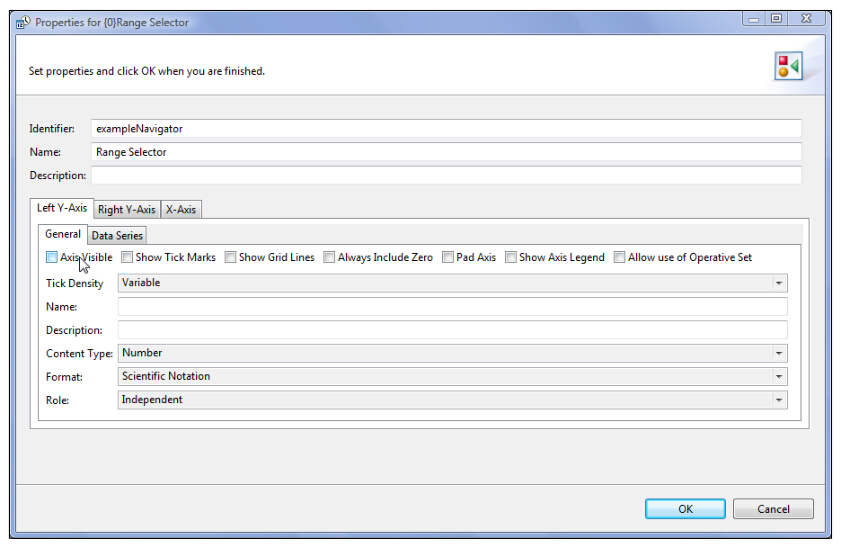 Properties for {0}Range Selector
Set properties and click OK when you are finished.
Identifier: exampleNavigator
Name: Range Selector
Description:
Left Y-Axis Right Y-Axis X-Axis
General Data Series
Axis Visible Show Tick Marks Show Grid Lines Always Include Zero Pad Axis Show Axis Legend Allow use of Operative Set
Tick Density Variable
Name:
Description:
Content Type: Number
Format: Scientific Notation
Role: Independent
OK Cancel